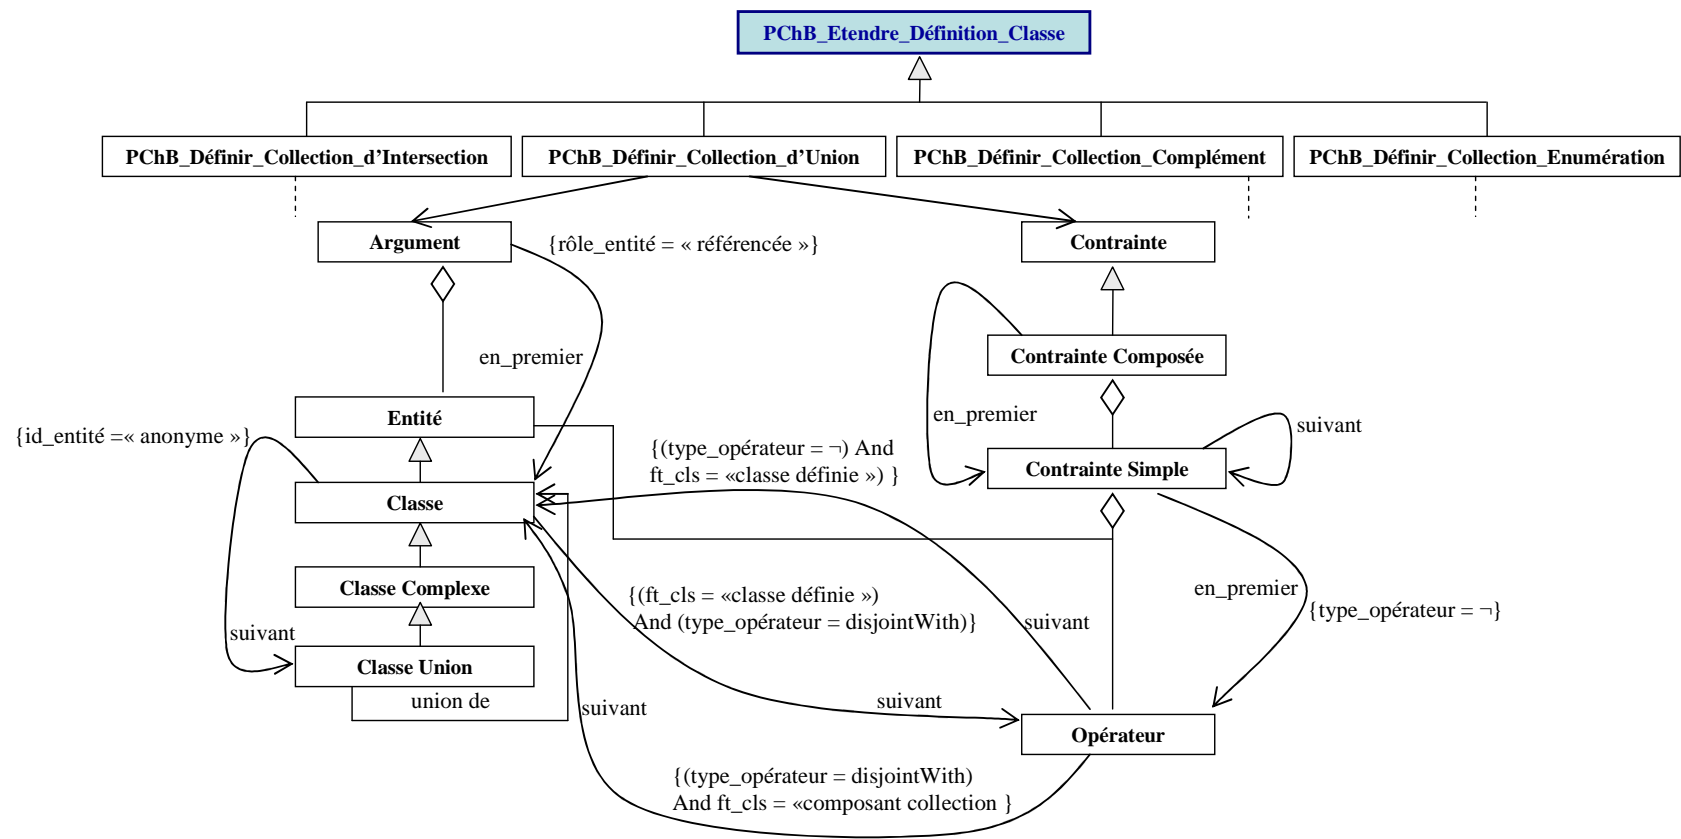 PChB_Etendre_Définition_Classe
PChB_Définir_Collection_d’Intersection
PChB_Définir_Collection_d’Union
PChB_Définir_Collection_Complément
PChB_Définir_Collection_Enumération
Argument
{rôle_entité = « référencée »}
Contrainte
en_premier
Contrainte Composée
Entité
en_premier
suivant
{id_entité =« anonyme »}
{(type_opérateur = ¬) And
ft_cls = «classe définie ») }
Contrainte Simple
Classe
Classe Complexe
{(ft_cls = «classe définie »)
And (type_opérateur = disjointWith)}
suivant
en_premier
{type_opérateur = ¬}
suivant
Classe Union
union de
suivant
suivant
Opérateur
{(type_opérateur = disjointWith)
And ft_cls = «composant collection }